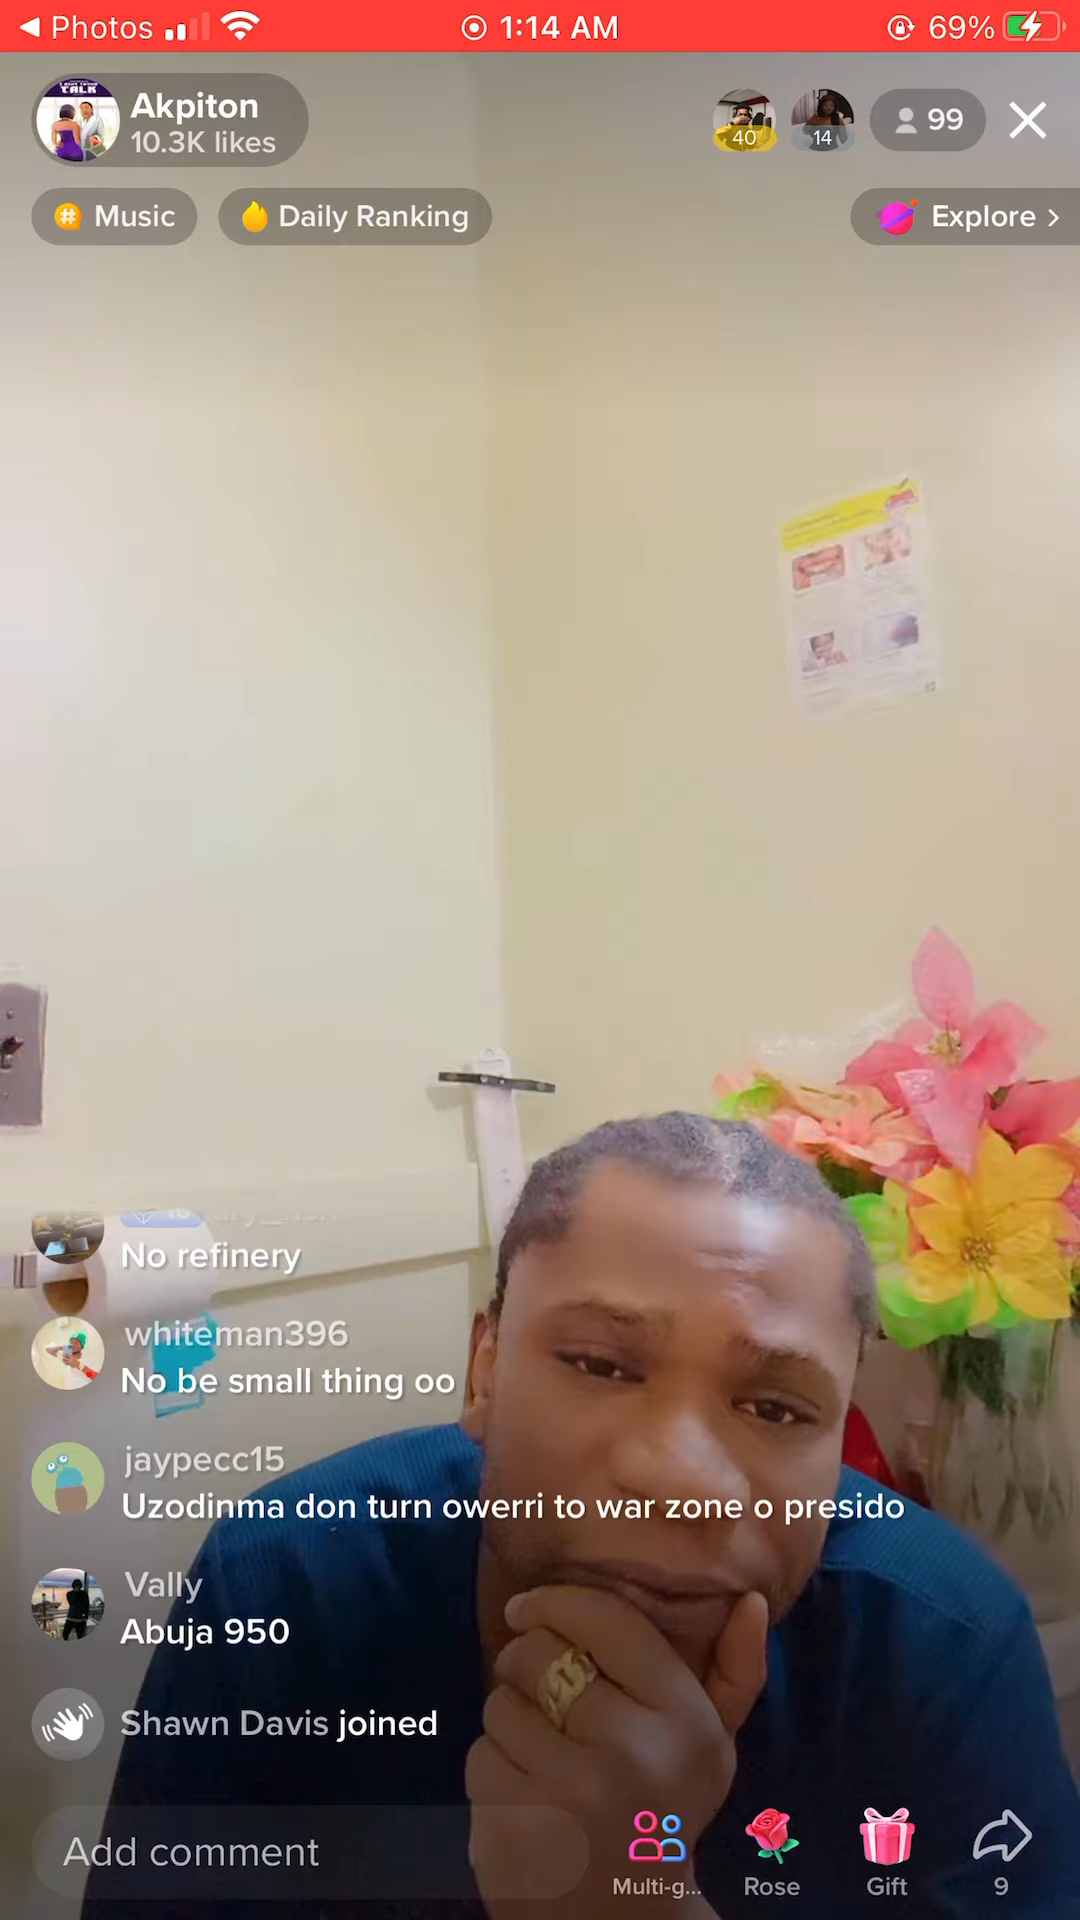 Photos
1:14 AM
69%
TALK
Akpiton
10.3K likes
40
14
99
Music
Daily Ranking
Explore
No refinery
whiteman396
No be small thing oo
jaypecc15
Uzodinma don turn owerri to war zone o presido
Vally
Abuja 950
Shawn Davis joined
Add comment
Multi-g...
Rose
Gift
9